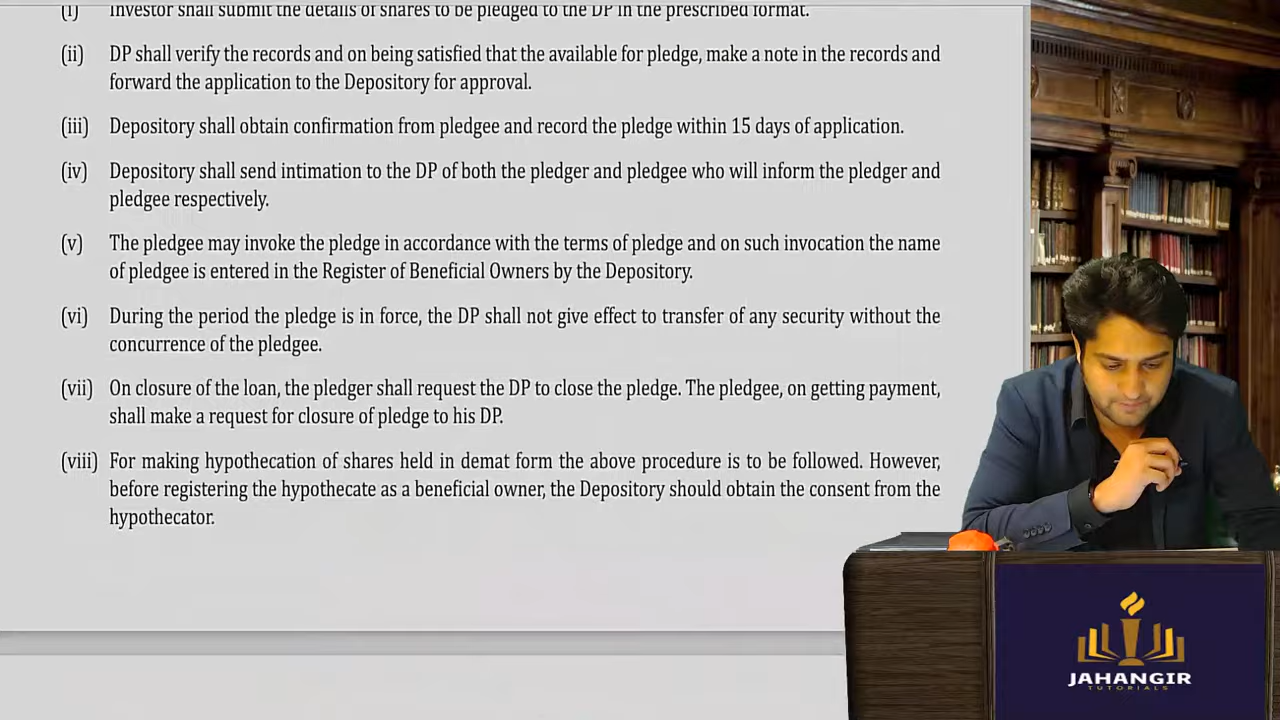 (i) Investor shall submit the details of shares to be pledged to the DP in the prescribed format.
(ii) DP shall verify the records and on being satisfied that the available for pledge, make a note in the records and
forward the application to the Depository for approval.
(iii) Depository shall obtain confirmation from pledgee and record the pledge within 15 days of application.
(iv) Depository shall send intimation to the DP of both the pledger and pledgee who will inform the pledger and
pledgee respectively.
(v) The pledgee may invoke the pledge in accordance with the terms of pledge and on such invocation the name
of pledgee is entered in the Register of Beneficial Owners by the Depository.
(vi) During the period the pledge is in force, the DP shall not give effect to transfer of any security without the
concurrence of the pledgee.
(vii) On closure of the loan, the pledger shall request the DP to close the pledge. The pledgee, on getting payment,
shall make a request for closure of pledge to his DP.
(viii) For making hypothecation of shares held in demat form the above procedure is to be followed. However,
before registering the hypothecate as a beneficial owner, the Depository should obtain the consent from the
hypothecator.
JAHANGIR
TUTORIALS